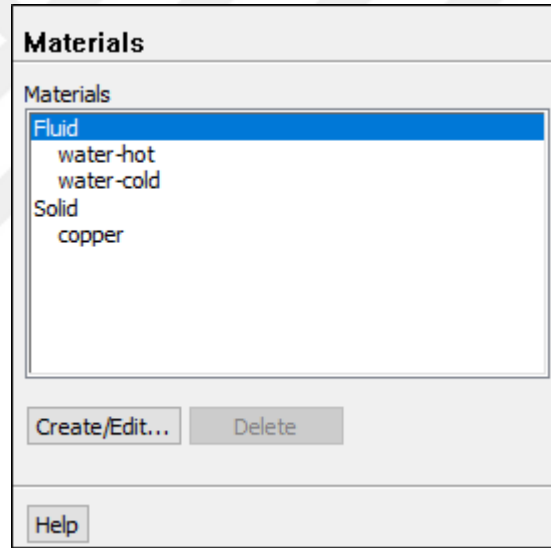 Materials
Materials
Fluid
water-hot
water-cold
Solid
copper
Create/Edit... Delete
Help